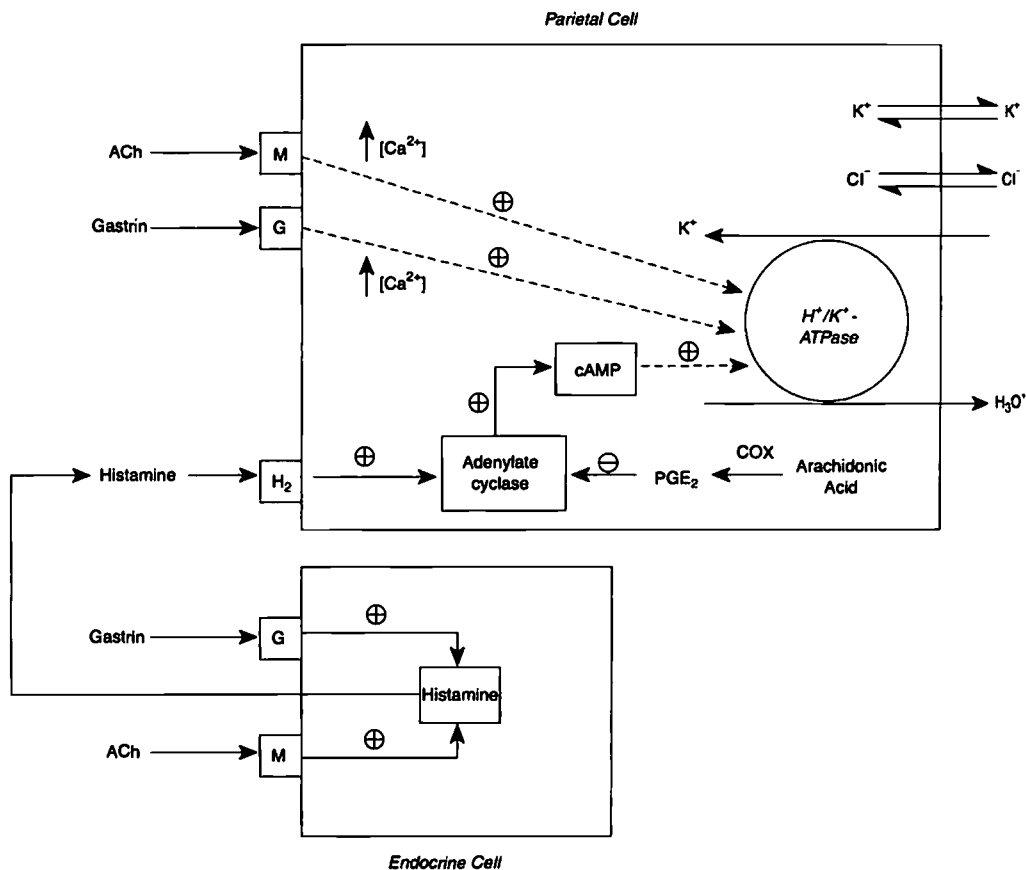 Parietal Cell
K⁺ K⁺
ACh M ↑ [Ca²⁺]
⊕
Cl⁻ Cl⁻
Gastrin G
K⁺
⊕
↑ [Ca²⁺]
H⁺/K⁺ -
ATPase
cAMP ⊕
⊕
H₃O⁺
Histamine H₂ ⊕
Adenylate
cyclase
⊖ PGE₂ COX
Arachidonic
Acid
Gastrin G ⊕
Histamine
ACh M ⊕
Endocrine Cell